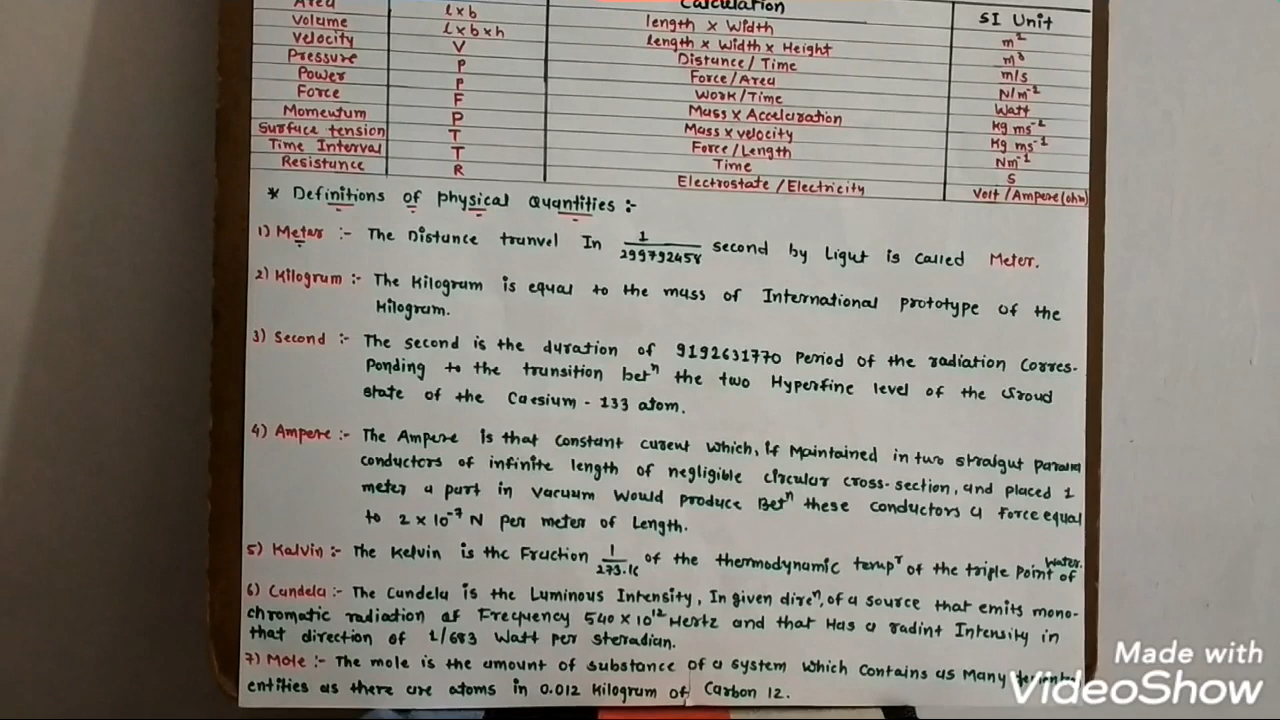 Area l x b Calculation SI Unit
Volume l x b x h length x Width m²
Velocity V length x Width x Height m³
Pressure P Distance / Time m/s
Power P Force / Area N/m⁻²
Force F Work / Time Watt
Momentum P Mass x Acceleration Kg ms⁻²
Surface tension T Mass x velocity Kg ms⁻¹
Time Interval T Force / Length Nm⁻¹
Resistance R Time S
Electrostate / Electricity Volt / Ampere (ohm)
* Definitions of physical Quantities :-
1) Meter :- The Distance trunvel In 1/299792458 second by Ligut is called Meter.
2) Kilogram :- The Kilogram is equal to the mass of International prototype of the
Kilogram.
3) Second :- The second is the duration of 9192631770 Period of the radiation Corres-
Ponding to the transition betⁿ the two Hyperfine level of the Groud
state of the Caesium - 133 atom.
4) Ampere :- The Ampere is that constant curent which, if Maintained in two straigut
conductors of infinite length of negligible circular cross-section, and placed 1
meter a part in Vacuum Would produce Betⁿ these conductors a Force equal
to 2 x 10⁻⁷ N Per meter of Length.
5) Kalvin :- The Kelvin is the Fraction 1/273.16 of the thermodynamic tempʳ of the triple Point of Water.
6) Candela :- The Candela is the Luminous Intensity, In given direⁿ, of a source that emits mono-
chromatic radiation of Frequency 540 x 10¹² Hertz and that Has a radint Intensity in
that direction of 1/683 Watt Per steradian.
7) Mole :- The mole is the amount of substance of a system which contains as Many
entities as there are atoms in 0.012 Kilogram of Carbon 12.
Made with
VideoShow